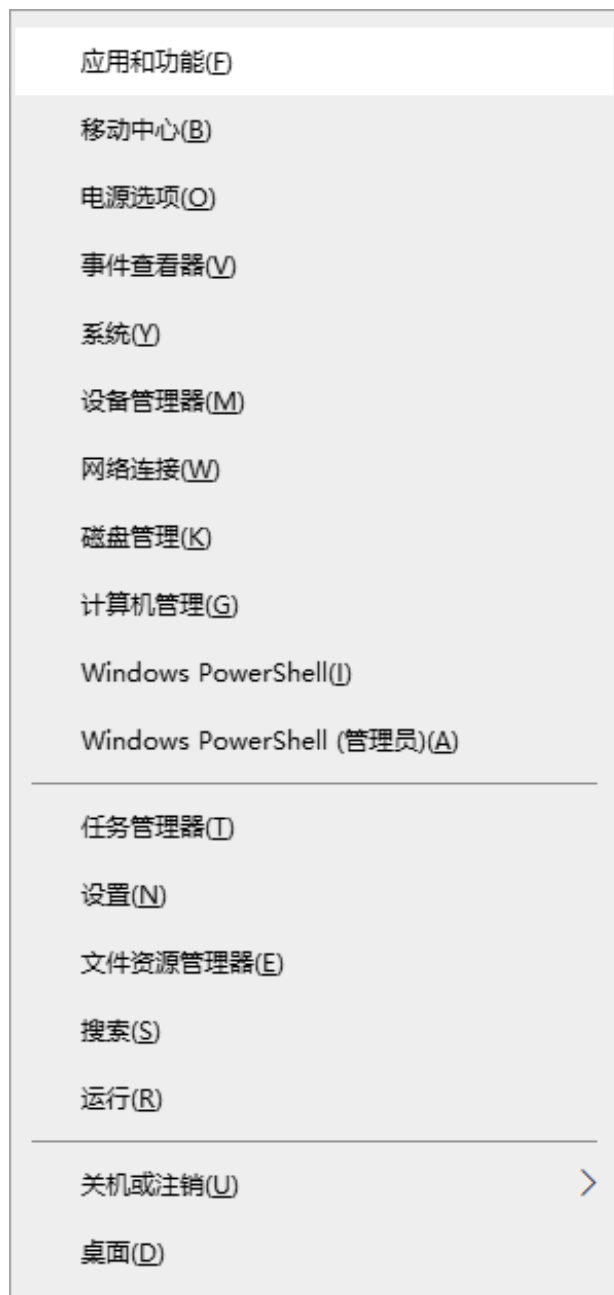 应用和功能(F)
移动中心(B)
电源选项(O)
事件查看器(V)
系统(Y)
设备管理器(M)
网络连接(W)
磁盘管理(K)
计算机管理(G)
Windows PowerShell(I)
Windows PowerShell (管理员)(A)
任务管理器(T)
设置(N)
文件资源管理器(E)
搜索(S)
运行(R)
关机或注销(U)
桌面(D)